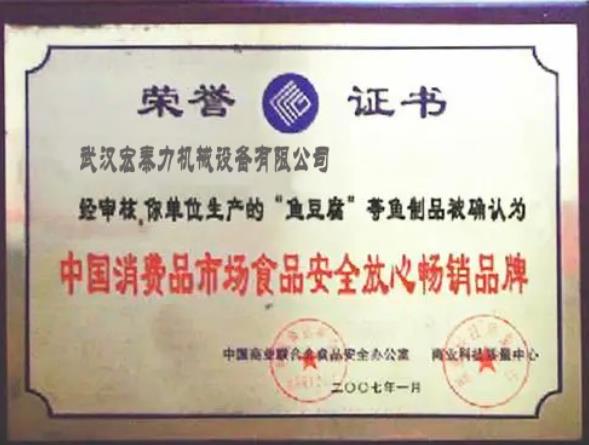 荣誉证书
武汉宏泰力机械设备有限公司
经审核，你单位生产的“鱼豆腐”等鱼制品被确认为
中国消费品市场食品安全放心畅销品牌
中国商业联合会食品安全办公室 商业科技质量中心
二〇〇七年一月